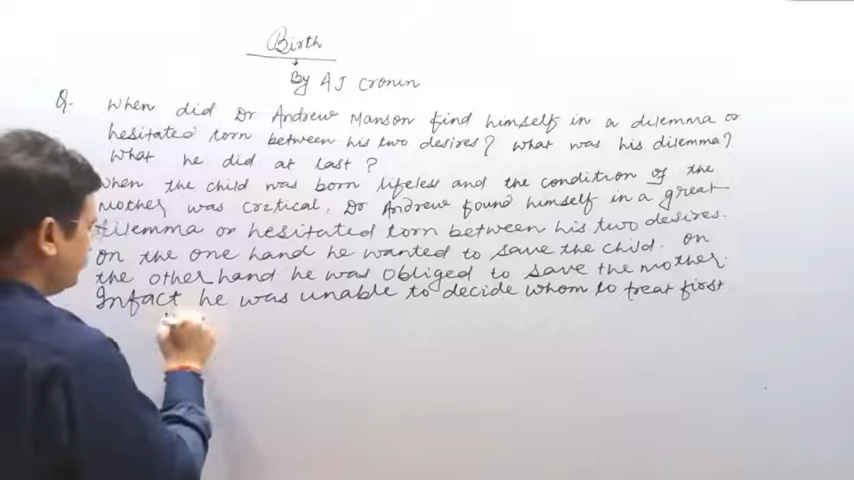 Birth
By A J Cronin
Q- When did Dr Andrew Manson find himself in a dilemma or
hesitated torn between his two desires? What was his dilemma?
What he did at last?
When the child was born lifeless and the condition of the
mother was critical, Dr Andrew found himself in a great
dilemma or hesitated torn between his two desires.
On the one hand he wanted to save the child. On
the other hand he was obliged to save the mother.
Infact he was unable to decide whom to treat first